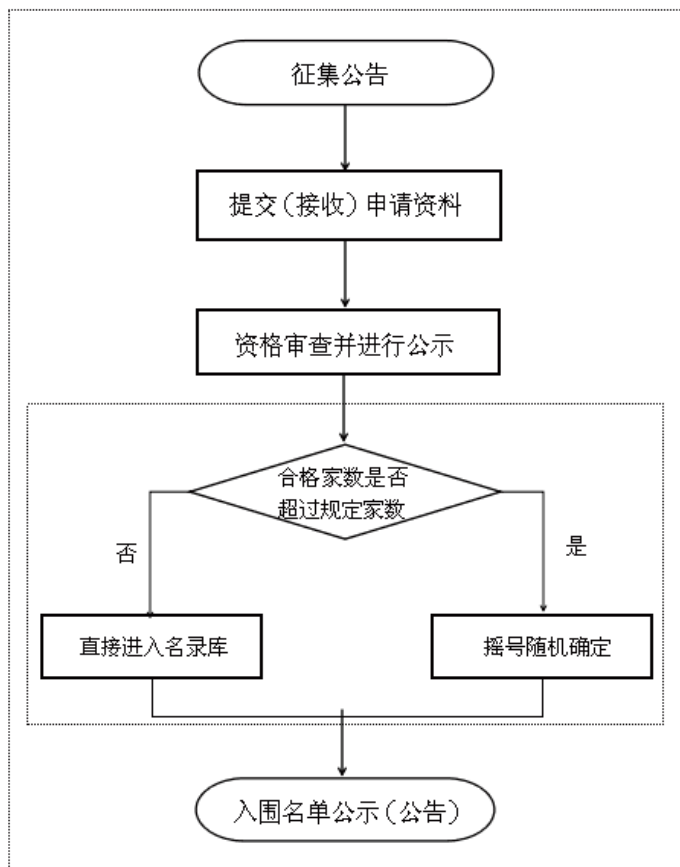 征集公告
提交(接收)申请资料
资格审查并进行公示
合格家数是否
超过规定家数
否
是
直接进入名录库
摇号随机确定
入围名单公示(公告)